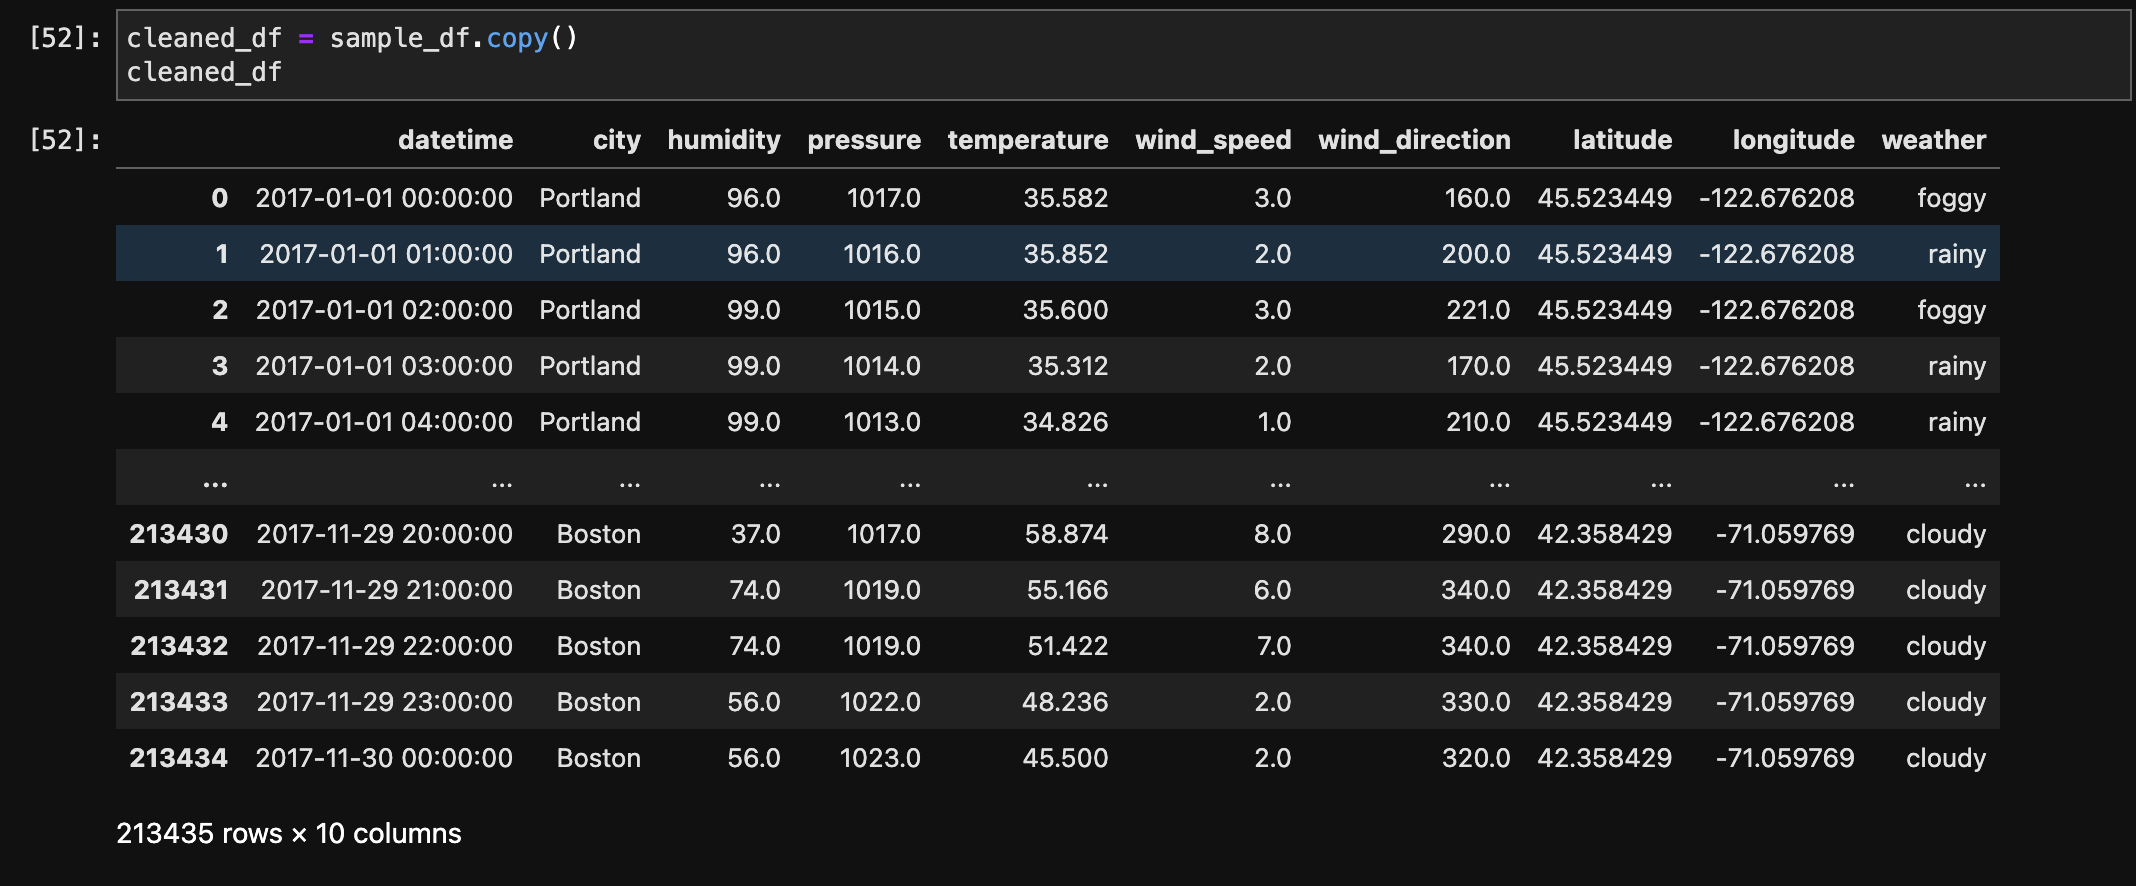 [52]: cleaned_df = sample_df.copy()
cleaned_df
[52]: datetime city humidity pressure temperature wind_speed wind_direction latitude longitude weather
0 2017-01-01 00:00:00 Portland 96.0 1017.0 35.582 3.0 160.0 45.523449 -122.676208 foggy
1 2017-01-01 01:00:00 Portland 96.0 1016.0 35.852 2.0 200.0 45.523449 -122.676208 rainy
2 2017-01-01 02:00:00 Portland 99.0 1015.0 35.600 3.0 221.0 45.523449 -122.676208 foggy
3 2017-01-01 03:00:00 Portland 99.0 1014.0 35.312 2.0 170.0 45.523449 -122.676208 rainy
4 2017-01-01 04:00:00 Portland 99.0 1013.0 34.826 1.0 210.0 45.523449 -122.676208 rainy
... ... ... ... ... ... ... ... ... ... ...
213430 2017-11-29 20:00:00 Boston 37.0 1017.0 58.874 8.0 290.0 42.358429 -71.059769 cloudy
213431 2017-11-29 21:00:00 Boston 74.0 1019.0 55.166 6.0 340.0 42.358429 -71.059769 cloudy
213432 2017-11-29 22:00:00 Boston 74.0 1019.0 51.422 7.0 340.0 42.358429 -71.059769 cloudy
213433 2017-11-29 23:00:00 Boston 56.0 1022.0 48.236 2.0 330.0 42.358429 -71.059769 cloudy
213434 2017-11-30 00:00:00 Boston 56.0 1023.0 45.500 2.0 320.0 42.358429 -71.059769 cloudy
213435 rows × 10 columns